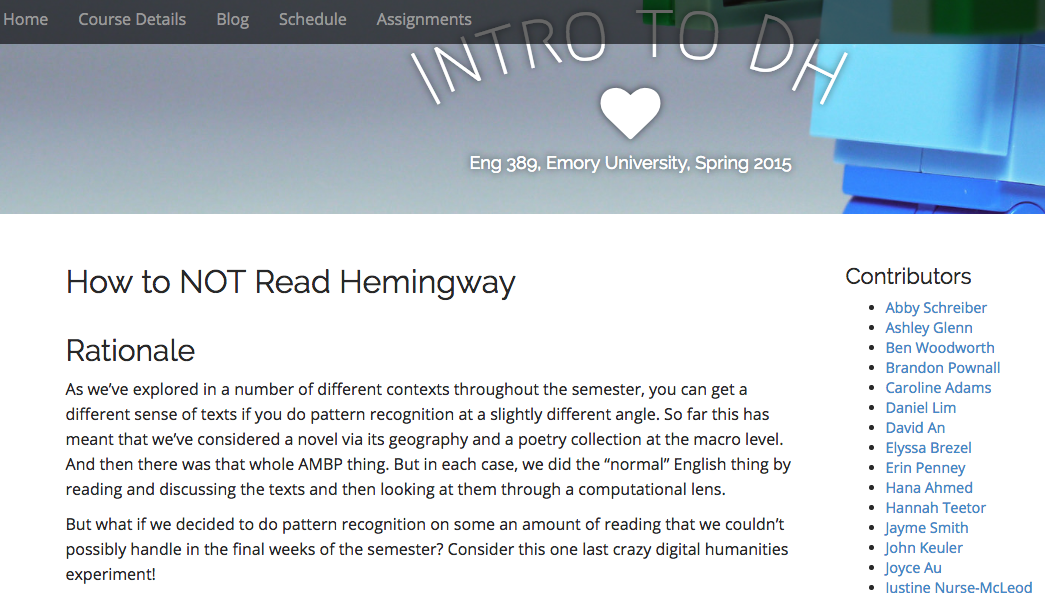 Home Course Details Blog Schedule Assignments
INTRO TO DH
Eng 389, Emory University, Spring 2015
How to NOT Read Hemingway
Rationale
As we’ve explored in a number of different contexts throughout the semester, you can get a
different sense of texts if you do pattern recognition at a slightly different angle. So far this has
meant that we’ve considered a novel via its geography and a poetry collection at the macro level.
And then there was that whole AMBP thing. But in each case, we did the “normal” English thing by
reading and discussing the texts and then looking at them through a computational lens.
But what if we decided to do pattern recognition on some an amount of reading that we couldn’t
possibly handle in the final weeks of the semester? Consider this one last crazy digital humanities
experiment!
Contributors
Abby Schreiber
Ashley Glenn
Ben Woodworth
Brandon Pownall
Caroline Adams
Daniel Lim
David An
Elyssa Brezel
Erin Penney
Hana Ahmed
Hannah Teetor
Jayme Smith
John Keuler
Joyce Au
Justine Nurse-McLeod